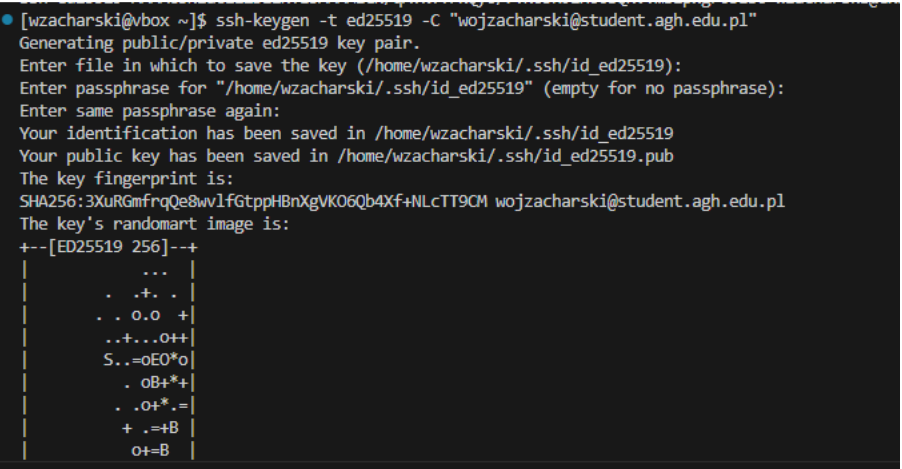 [wzacharski@vbox ~]$ ssh-keygen -t ed25519 -C "wojzacharski@student.agh.edu.pl"
Generating public/private ed25519 key pair.
Enter file in which to save the key (/home/wzacharski/.ssh/id_ed25519):
Enter passphrase for "/home/wzacharski/.ssh/id_ed25519" (empty for no passphrase):
Enter same passphrase again:
Your identification has been saved in /home/wzacharski/.ssh/id_ed25519
Your public key has been saved in /home/wzacharski/.ssh/id_ed25519.pub
The key fingerprint is:
SHA256:3XuRGmfrqQe8wvlfGtppHBnXgVKO6Qb4Xf+NLcTT9CM wojzacharski@student.agh.edu.pl
The key's randomart image is:
+--[ED25519 256]--+
|            ...  |
|        .  .+. . |
|       . . o.o  +|
|        ..+...o++|
|        S..=oEO*o|
|          . oB+*+|
|         . .o+*.=|
|          + .=+B |
|           o+=B  |